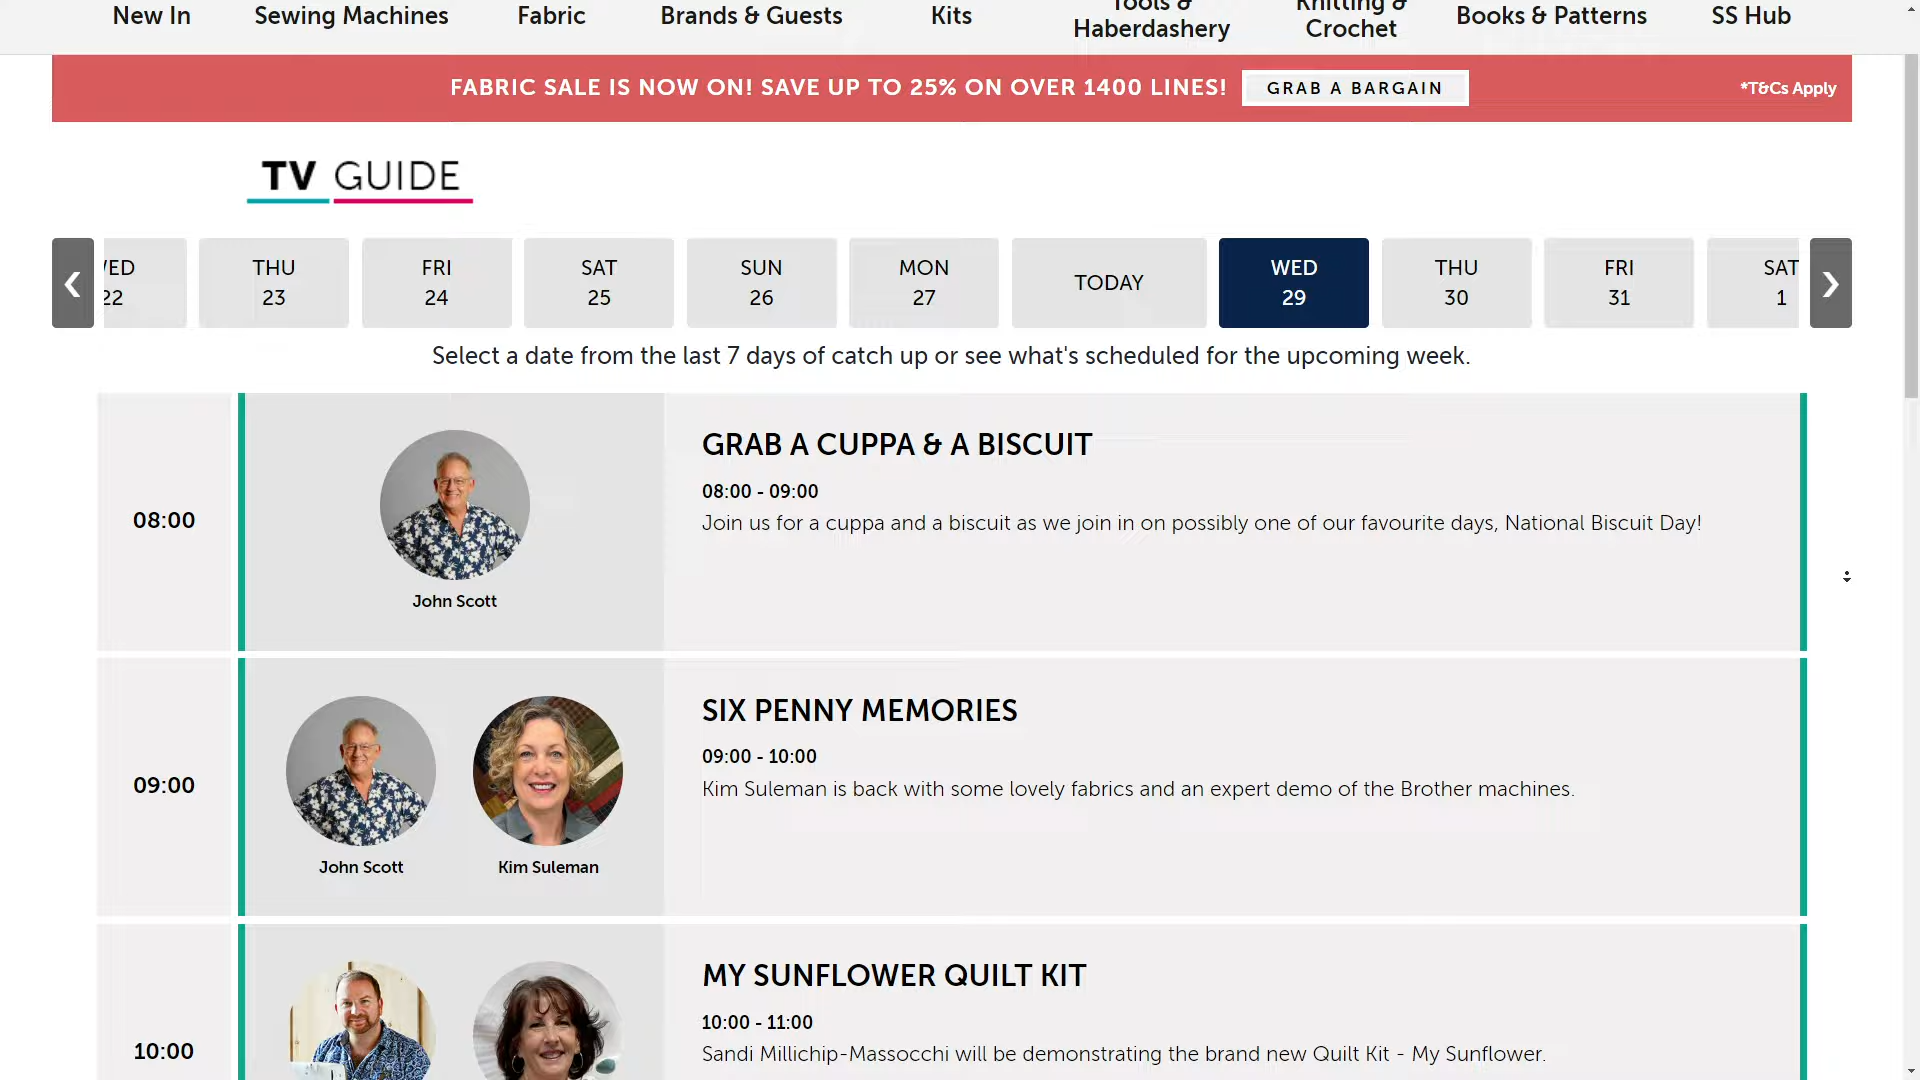 New In
Sewing Machines
Fabric
Brands & Guests
Kits
Tools &
Haberdashery
Knitting &
Crochet
Books & Patterns
SS Hub
FABRIC SALE IS NOW ON! SAVE UP TO 25% ON OVER 1400 LINES!
GRAB A BARGAIN
*T&Cs Apply
TV GUIDE
THU
23
FRI
24
SAT
25
SUN
26
MON
27
TODAY
WED
29
THU
30
FRI
31
SAT
1
Select a date from the last 7 days of catch up or see what's scheduled for the upcoming week.
08:00
John Scott
GRAB A CUPPA & A BISCUIT
08:00 - 09:00
Join us for a cuppa and a biscuit as we join in on possibly one of our favourite days, National Biscuit Day!
09:00
John Scott
Kim Suleman
SIX PENNY MEMORIES
09:00 - 10:00
Kim Suleman is back with some lovely fabrics and an expert demo of the Brother machines.
10:00
MY SUNFLOWER QUILT KIT
10:00 - 11:00
Sandi Millichip-Massocchi will be demonstrating the brand new Quilt Kit - My Sunflower.